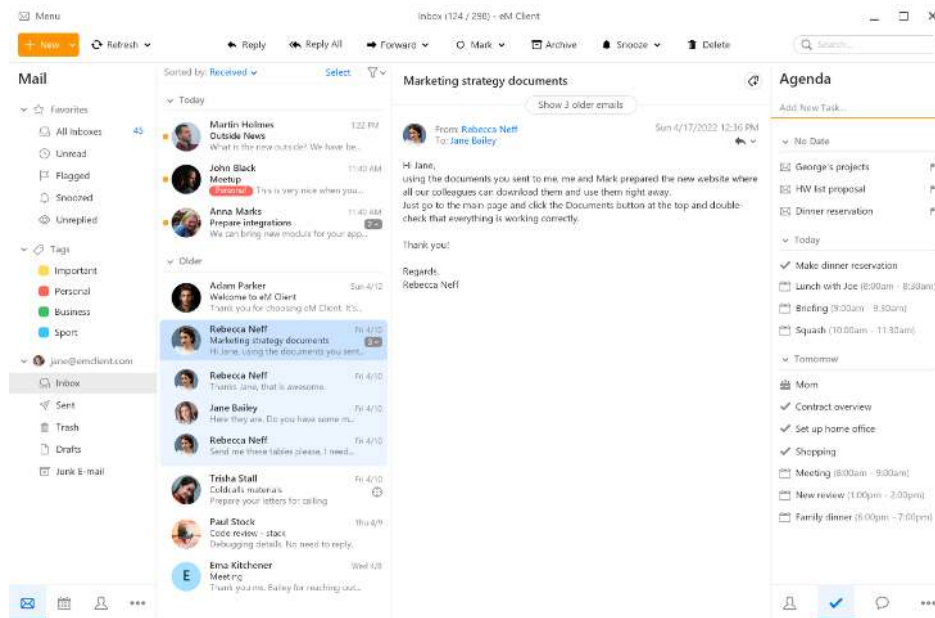 Menu
Inbox (124 / 290) - eM Client
+ New
Refresh
Reply
Reply All
Forward
Mark
Archive
Snooze
Delete
Search...
Mail
Favorites
All Inboxes 45
Unread
Flagged
Snoozed
Unreplied
Tags
Important
Personal
Business
Sport
jane@emclient.com
Inbox
Sent
Trash
Drafts
Junk E-mail
Sorted by: Received
Select
Today
Martin Holmes 1:22 PM
Outside News
What is the new outside? We have be...
John Black 11:40 AM
Meetup
Personal This is very nice when you...
Anna Marks 11:40 AM
Prepare integrations
We can bring new moduls for your app...
Older
Adam Parker Sun 4/12
Welcome to eM Client
Thank you for choosing eM Client. It's...
Rebecca Neff Fri 4/10
Marketing strategy documents
Hi Jane, using the documents you sent...
Rebecca Neff Fri 4/10
Thanks Jane, that is awesome.
Jane Bailey Fri 4/10
Here they are. Do you have some m...
Rebecca Neff Fri 4/10
Send me these tables please, I need...
Trisha Stall Fri 4/10
Coldcalls materials
Prepare your letters for calling
Paul Stock Thu 4/9
Code review - stack
Debugging details. No need to reply.
E
Ema Kitchener Wed 4/8
Meeting
Thank you ms. Bailey for reaching out...
Marketing strategy documents
Show 3 older emails
From: Rebecca Neff
To: Jane Bailey
Sun 4/17/2022 12:36 PM
Hi Jane,
using the documents you sent to me, me and Mark prepared the new website where
all our colleagues can download them and use them right away.
Just go to the main page and click the Documents button at the top and double-
check that everything is working correctly.
Thank you!
Regards,
Rebecca Neff
Agenda
Add New Task...
No Date
George's projects
HW list proposal
Dinner reservation
Today
Make dinner reservation
Lunch with Joe (8:00am - 8:30am)
Briefing (9:00am - 9:30am)
Squash (10:00am - 11:30am)
Tomorrow
Mom
Contract overview
Set up home office
Shopping
Meeting (8:00am - 9:00am)
New review (1:00pm - 2:00pm)
Family dinner (6:00pm - 7:00pm)